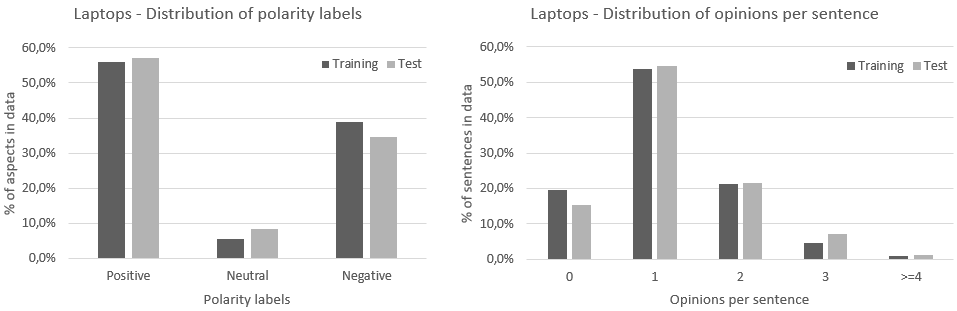 Laptops - Distribution of polarity labels
60,0%
50,0%
40,0%
30,0%
20,0%
10,0%
0,0%
% of aspects in data
Training Test
Positive Neutral Negative
Polarity labels
Laptops - Distribution of opinions per sentence
60,0%
50,0%
40,0%
30,0%
20,0%
10,0%
0,0%
% of sentences in data
Training Test
0 1 2 3 >=4
Opinions per sentence